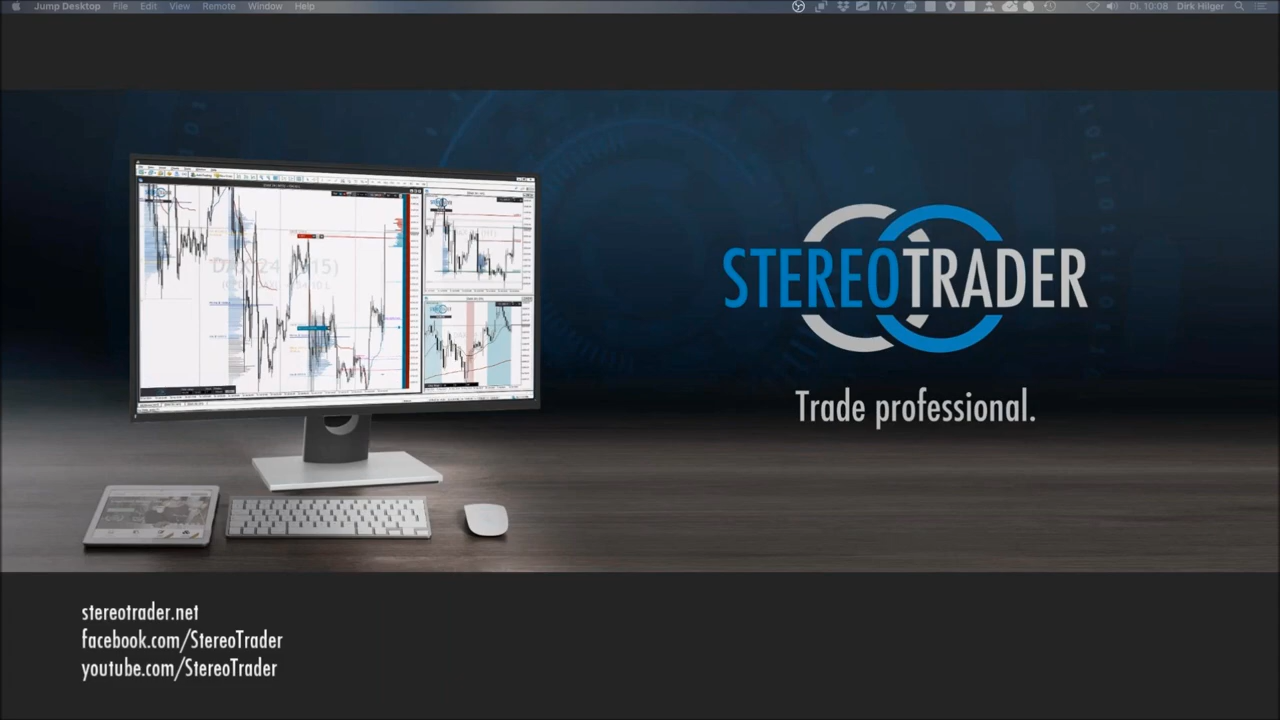 Jump Desktop File Edit View Remote Window Help
7 Di. 10:08 Dirk Hilger
STEREOTRADER
Trade professional.
stereotrader.net
facebook.com/StereoTrader
youtube.com/StereoTrader